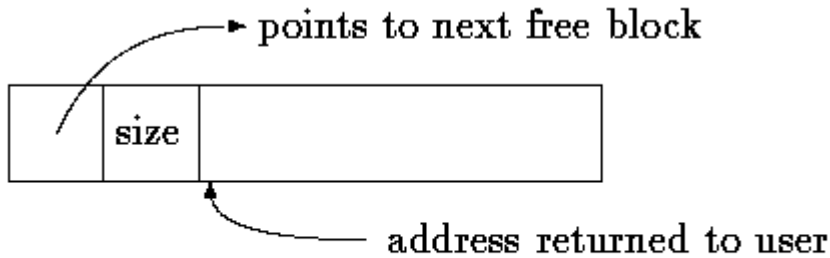 points to next free block
size
address returned to user